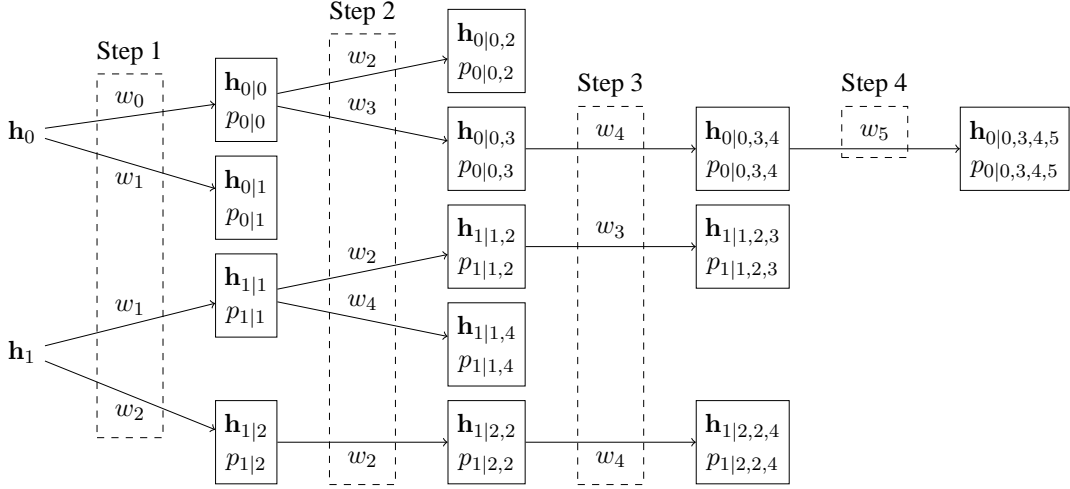 Step 1
Step 2
Step 3
Step 4
h₀
w₀
w₁
h₀|₀
p₀|₀
h₀|₁
p₀|₁
w₂
w₃
h₀|₀,₂
p₀|₀,₂
h₀|₀,₃
p₀|₀,₃
w₄
h₀|₀,₃,₄
p₀|₀,₃,₄
w₅
h₀|₀,₃,₄,₅
p₀|₀,₃,₄,₅
h₁
w₁
w₂
h₁|₁
p₁|₁
h₁|₂
p₁|₂
w₂
w₄
w₂
h₁|₁,₂
p₁|₁,₂
h₁|₁,₄
p₁|₁,₄
h₁|₂,₂
p₁|₂,₂
w₃
w₄
h₁|₁,₂,₃
p₁|₁,₂,₃
h₁|₂,₂,₄
p₁|₂,₂,₄